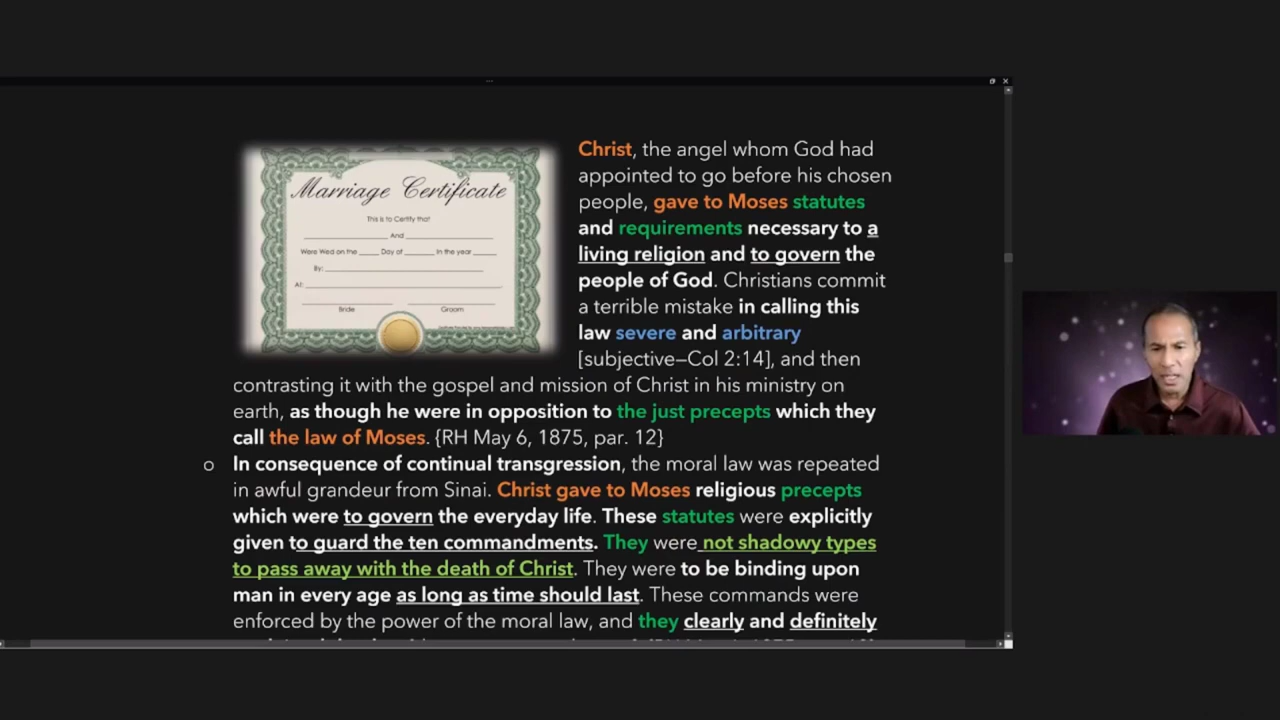 Marriage Certificate
This is to Certify that
And
Were Wed on the Day of In the year
By:
At:
Bride Groom
Christ, the angel whom God had
appointed to go before his chosen
people, gave to Moses statutes
and requirements necessary to a
living religion and to govern the
people of God. Christians commit
a terrible mistake in calling this
law severe and arbitrary
[subjective–Col 2:14], and then
contrasting it with the gospel and mission of Christ in his ministry on
earth, as though he were in opposition to the just precepts which they
call the law of Moses. {RH May 6, 1875, par. 12}
o In consequence of continual transgression, the moral law was repeated
in awful grandeur from Sinai. Christ gave to Moses religious precepts
which were to govern the everyday life. These statutes were explicitly
given to guard the ten commandments. They were not shadowy types
to pass away with the death of Christ. They were to be binding upon
man in every age as long as time should last. These commands were
enforced by the power of the moral law, and they clearly and definitely